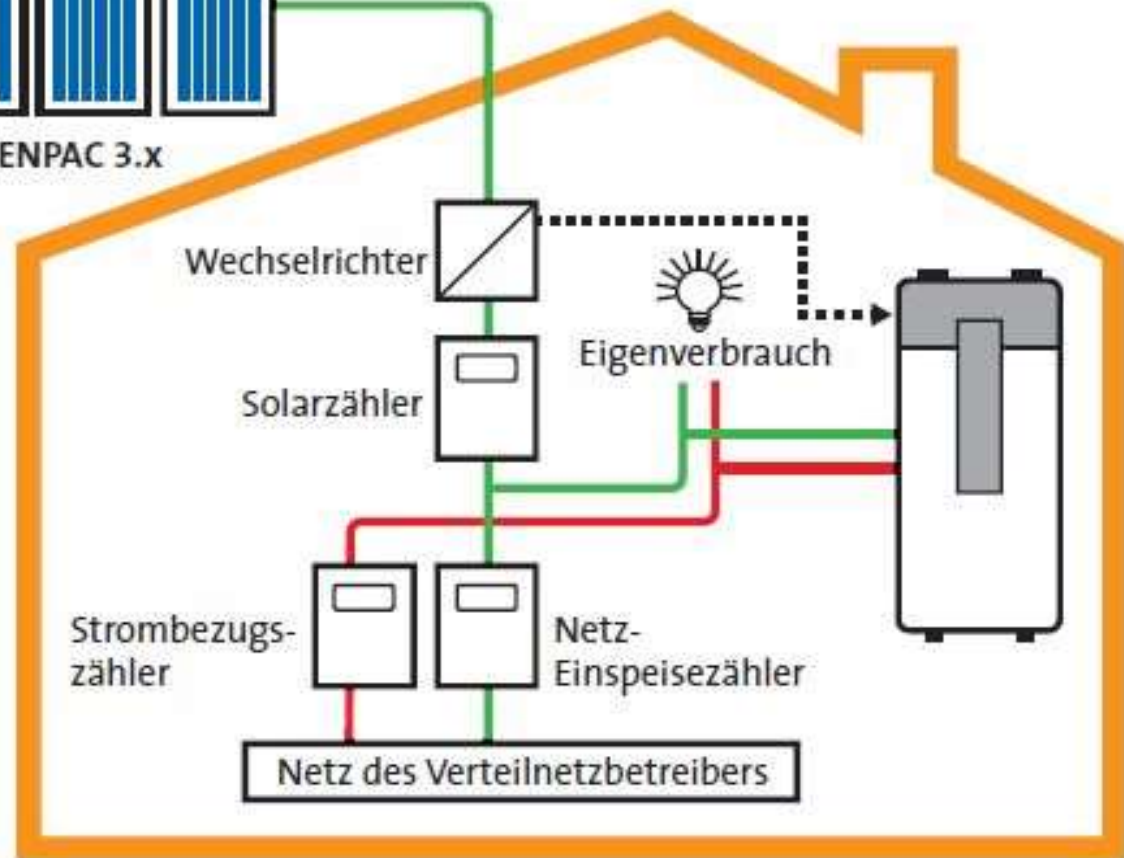 ENPAC 3.x
Wechselrichter
Eigenverbrauch
Solarzähler
Strombezugs-
zähler
Netz-
Einspeisezähler
Netz des Verteilnetzbetreibers